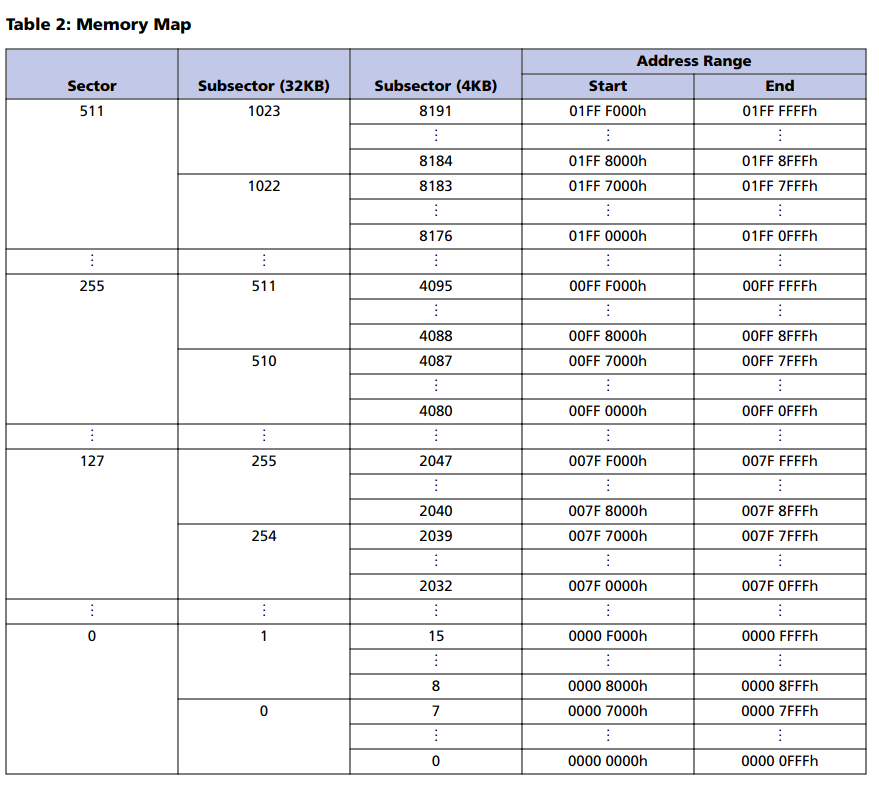 Table 2: Memory Map
Address Range
Sector Subsector (32KB) Subsector (4KB) Start End
511 1023 8191 01FF F000h 01FF FFFFh
⋮ ⋮ ⋮
8184 01FF 8000h 01FF 8FFFh
1022 8183 01FF 7000h 01FF 7FFFh
⋮ ⋮ ⋮
8176 01FF 0000h 01FF 0FFFh
⋮ ⋮ ⋮ ⋮ ⋮
255 511 4095 00FF F000h 00FF FFFFh
⋮ ⋮ ⋮
4088 00FF 8000h 00FF 8FFFh
510 4087 00FF 7000h 00FF 7FFFh
⋮ ⋮ ⋮
4080 00FF 0000h 00FF 0FFFh
⋮ ⋮ ⋮ ⋮ ⋮
127 255 2047 007F F000h 007F FFFFh
⋮ ⋮ ⋮
2040 007F 8000h 007F 8FFFh
254 2039 007F 7000h 007F 7FFFh
⋮ ⋮ ⋮
2032 007F 0000h 007F 0FFFh
⋮ ⋮ ⋮ ⋮ ⋮
0 1 15 0000 F000h 0000 FFFFh
⋮ ⋮ ⋮
8 0000 8000h 0000 8FFFh
0 7 0000 7000h 0000 7FFFh
⋮ ⋮ ⋮
0 0000 0000h 0000 0FFFh